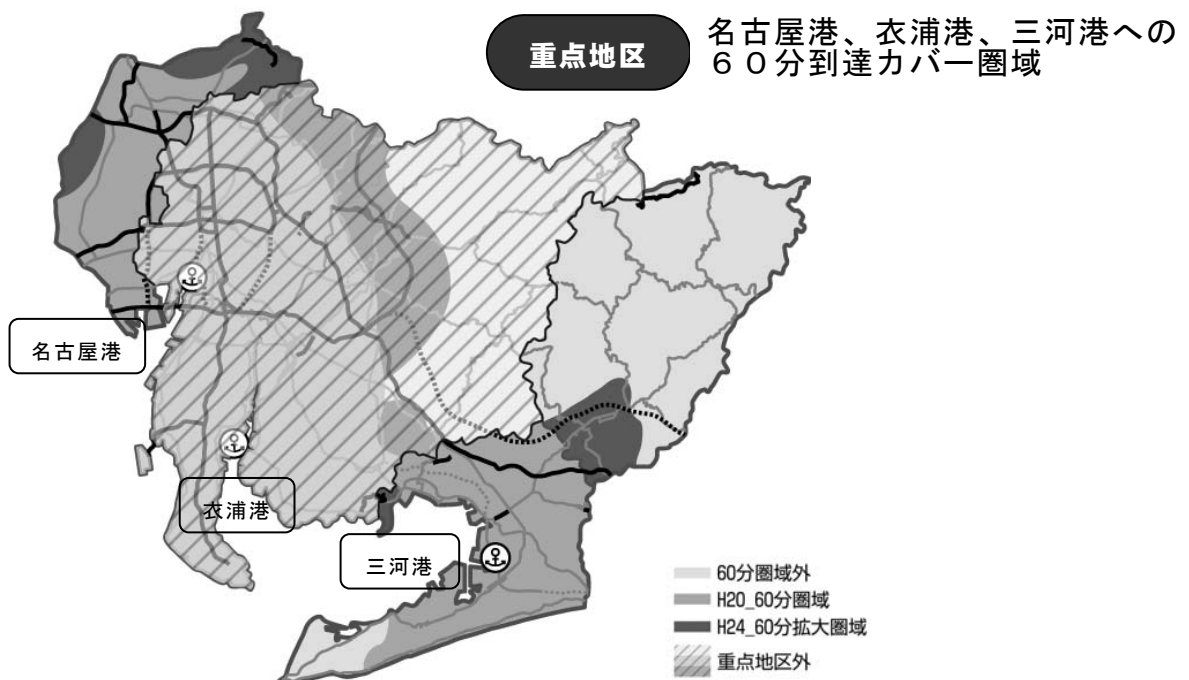 重点地区
名古屋港、衣浦港、三河港への
６０分到達カバー圏域
名古屋港
衣浦港
三河港
60分圏域外
H20_60分圏域
H24_60分拡大圏域
重点地区外